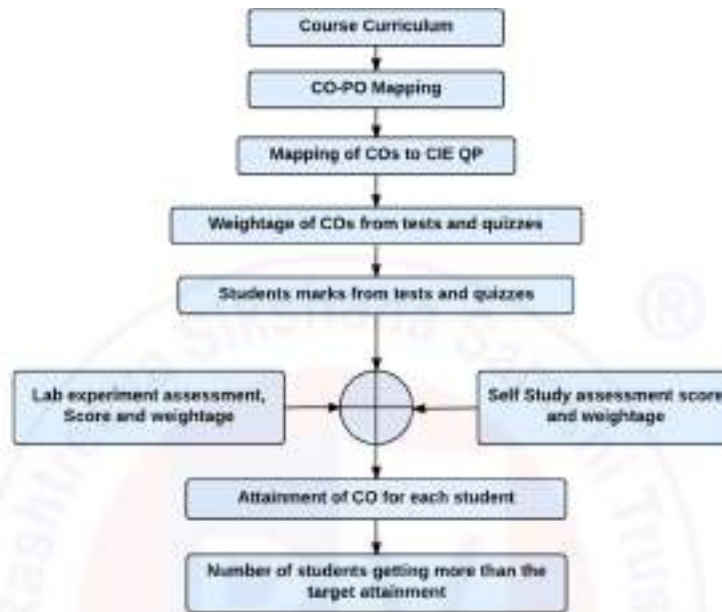 Course Curriculum
CO-PO Mapping
Mapping of COs to CIE QP
Weightage of COs from tests and quizzes
Students marks from tests and quizzes
Lab experiment assessment,
Score and weightage
Self Study assessment score
and weightage
Attainment of CO for each student
Number of students getting more than the
target attainment
®